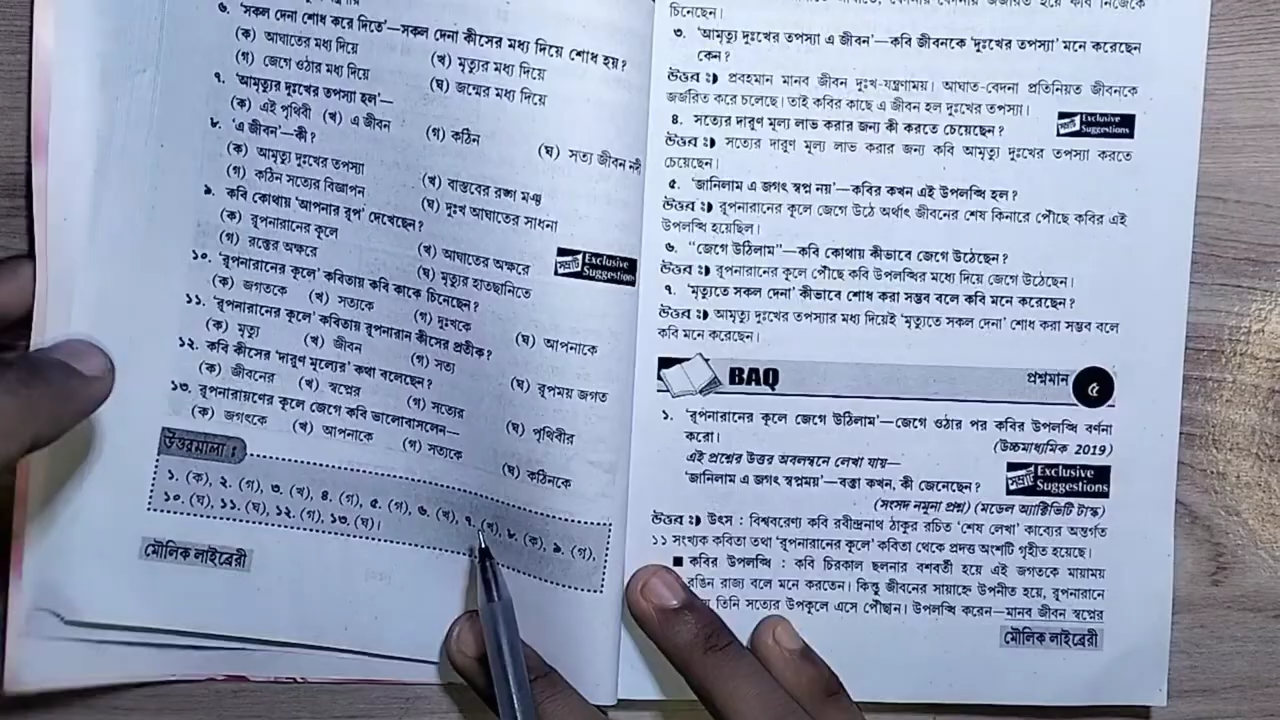 ৬. ‘সকল দেনা শোধ করে দিতে’—সকল দেনা কীসের মধ্য দিয়ে শোধ হয়?
(ক) আঘাতের মধ্য দিয়ে (খ) মৃত্যুর মধ্য দিয়ে
(গ) জেগে ওঠার মধ্য দিয়ে (ঘ) জন্মের মধ্য দিয়ে
৭. ‘আমৃত্যুর দুঃখের তপস্যা হল’—
(ক) এই পৃথিবী (খ) এ জীবন (গ) কঠিন (ঘ) সত্য জীবন নদী
৮. ‘এ জীবন’—কী?
(ক) আমৃত্যু দুঃখের তপস্যা (খ) বাস্তবের রঙ্গ মঞ্চ
(গ) কঠিন সত্যের বিজ্ঞাপন (ঘ) দুঃখ আঘাতের সাধনা
৯. কবি কোথায় ‘আপনার রূপ’ দেখেছেন?
(ক) রূপনারানের কূলে (খ) আঘাতের অক্ষরে
(গ) রক্তের অক্ষরে (ঘ) মৃত্যুর হাতছানিতে
সম্রাট Exclusive Suggestions
১০. ‘রূপনারানের কূলে’ কবিতায় কবি কাকে চিনেছেন?
(ক) জগতকে (খ) সত্যকে (গ) দুঃখকে (ঘ) আপনাকে
১১. ‘রূপনারানের কূলে’ কবিতায় রূপনারান কীসের প্রতীক?
(ক) মৃত্যু (খ) জীবন (গ) সত্য (ঘ) রূপময় জগত
১২. কবি কীসের ‘দারুণ মূল্যের’ কথা বলেছেন?
(ক) জীবনের (খ) স্বপ্নের (গ) সত্যের (ঘ) পৃথিবীর
১৩. রূপনারায়ণের কূলে জেগে কবি ভালোবাসলেন—
(ক) জগৎকে (খ) আপনাকে (গ) সত্যকে (ঘ) কঠিনকে
উত্তরমালা :
১. (ক), ২. (গ), ৩. (খ), ৪. (গ), ৫. (গ), ৬. (খ), ৭. (খ), ৮. (ক), ৯. (গ),
১০. (ঘ), ১১. (ঘ), ১২. (গ), ১৩. (ঘ)।
মৌলিক লাইব্রেরী
চিনেছেন।
৩. ‘আমৃত্যু দুঃখের তপস্যা এ জীবন’—কবি জীবনকে ‘দুঃখের তপস্যা’ মনে করেছেন
কেন?
উত্তর : প্রবহমান মানব জীবন দুঃখ-যন্ত্রণাময়। আঘাত-বেদনা প্রতিনিয়ত জীবনকে
জর্জরিত করে চলেছে। তাই কবির কাছে এ জীবন হল দুঃখের তপস্যা।
৪. সত্যের দারুণ মূল্য লাভ করার জন্য কী করতে চেয়েছেন?
সম্রাট Exclusive Suggestions
উত্তর : সত্যের দারুণ মূল্য লাভ করার জন্য কবি আমৃত্যু দুঃখের তপস্যা করতে
চেয়েছেন।
৫. ‘জানিলাম এ জগৎ স্বপ্ন নয়’—কবির কখন এই উপলব্ধি হল?
উত্তর : রূপনারানের কূলে জেগে উঠে অর্থাৎ জীবনের শেষ কিনারে পৌঁছে কবির এই
উপলব্ধি হয়েছিল।
৬. “জেগে উঠিলাম”—কবি কোথায় কীভাবে জেগে উঠেছেন?
উত্তর : রূপনারানের কূলে পৌঁছে কবি উপলব্ধির মধ্যে দিয়ে জেগে উঠেছেন।
৭. ‘মৃত্যুতে সকল দেনা’ কীভাবে শোধ করা সম্ভব বলে কবি মনে করেছেন?
উত্তর : আমৃত্যু দুঃখের তপস্যার মধ্য দিয়েই ‘মৃত্যুতে সকল দেনা’ শোধ করা সম্ভব বলে
কবি মনে করেছেন।
BAQ প্রশ্নমান ৫
১. ‘রূপনারানের কূলে জেগে উঠিলাম’—জেগে ওঠার পর কবির উপলব্ধি বর্ণনা
করো। (উচ্চমাধ্যমিক 2019)
এই প্রশ্নের উত্তর অবলম্বনে লেখা যায়—
‘জানিলাম এ জগৎ স্বপ্নময়’—বক্তা কখন, কী জেনেছেন?
সম্রাট Exclusive Suggestions
(সংসদ নমুনা প্রশ্ন) (মডেল অ্যাক্টিভিটি টাস্ক)
উত্তর : উৎস : বিশ্ববরেণ্য কবি রবীন্দ্রনাথ ঠাকুর রচিত ‘শেষ লেখা’ কাব্যের অন্তর্গত
১১ সংখ্যক কবিতা তথা ‘রূপনারানের কূলে’ কবিতা থেকে প্রদত্ত অংশটি গৃহীত হয়েছে।
■ কবির উপলব্ধি : কবি চিরকাল ছলনার বশবর্তী হয়ে এই জগতকে মায়াময়
রঙিন রাজ্য বলে মনে করতেন। কিন্তু জীবনের সায়াহ্নে উপনীত হয়ে, রূপনারানে
তিনি সত্যের উপকূলে এসে পৌঁছান। উপলব্ধি করেন—মানব জীবন স্বপ্নের
মৌলিক লাইব্রেরী